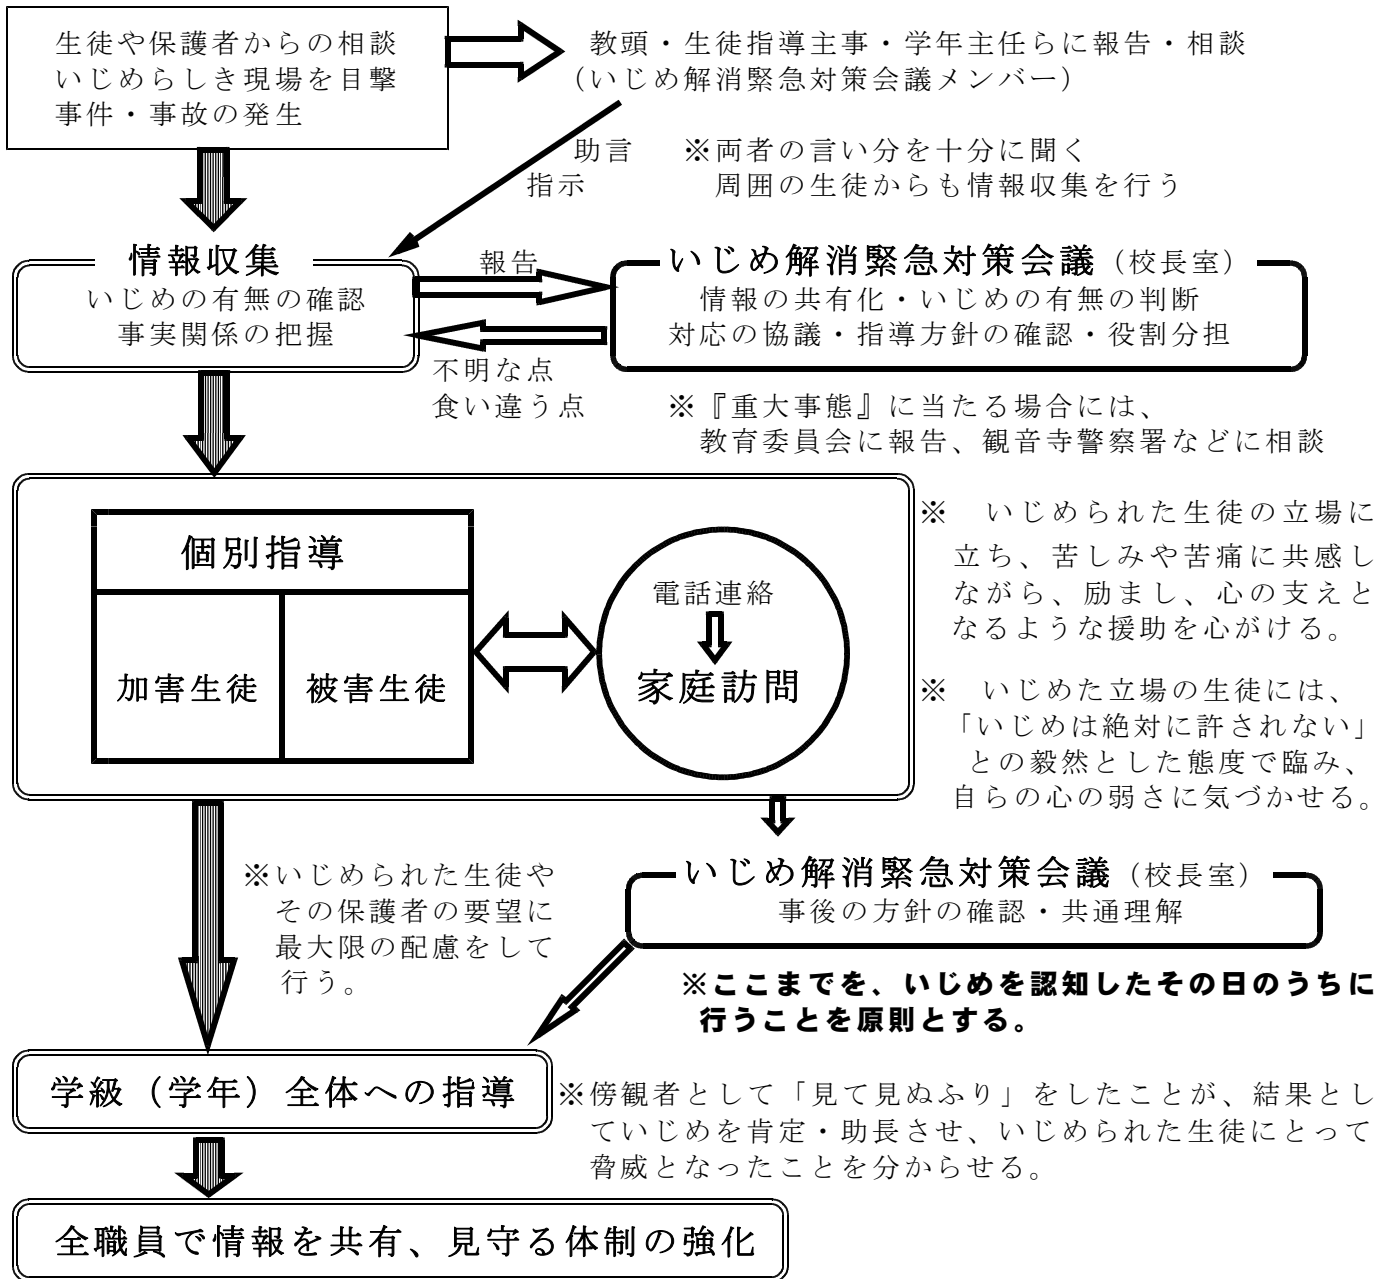 生徒や保護者からの相談
いじめらしき現場を目撃
事件・事故の発生
教頭・生徒指導主事・学年主任らに報告・相談
(いじめ解消緊急対策会議メンバー)
助言
指示
※両者の言い分を十分に聞く
周囲の生徒からも情報収集を行う
情報収集
いじめの有無の確認
事実関係の把握
報告
不明な点
食い違う点
いじめ解消緊急対策会議(校長室)
情報の共有化・いじめの有無の判断
対応の協議・指導方針の確認・役割分担
※『重大事態』に当たる場合には、
教育委員会に報告、観音寺警察署などに相談
個別指導
加害生徒
被害生徒
電話連絡
家庭訪問
※ いじめられた生徒の立場に
立ち、苦しみや苦痛に共感し
ながら、励まし、心の支えと
なるような援助を心がける。
※ いじめた立場の生徒には、
「いじめは絶対に許されない」
との毅然とした態度で臨み、
自らの心の弱さに気づかせる。
※いじめられた生徒や
その保護者の要望に
最大限の配慮をして
行う。
いじめ解消緊急対策会議(校長室)
事後の方針の確認・共通理解
※ここまでを、いじめを認知したその日のうちに
行うことを原則とする。
学級(学年)全体への指導
※傍観者として「見て見ぬふり」をしたことが、結果とし
ていじめを肯定・助長させ、いじめられた生徒にとって
脅威となったことを分からせる。
全職員で情報を共有、見守る体制の強化